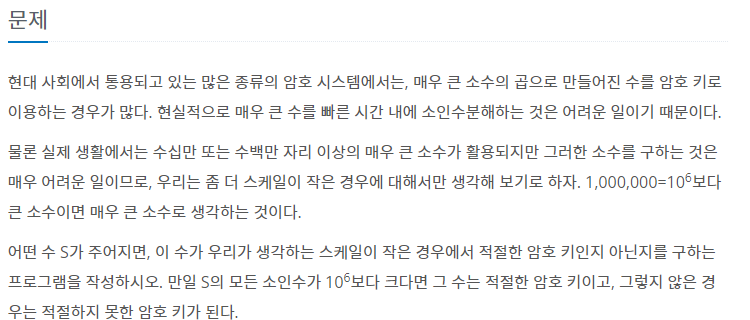 문제
현대 사회에서 통용되고 있는 많은 종류의 암호 시스템에서는, 매우 큰 소수의 곱으로 만들어진 수를 암호 키로
이용하는 경우가 많다. 현실적으로 매우 큰 수를 빠른 시간 내에 소인수분해하는 것은 어려운 일이기 때문이다.
물론 실제 생활에서는 수십만 또는 수백만 자리 이상의 매우 큰 소수가 활용되지만 그러한 소수를 구하는 것은
매우 어려운 일이므로, 우리는 좀 더 스케일이 작은 경우에 대해서만 생각해 보기로 하자. 1,000,000=10⁶보다
큰 소수이면 매우 큰 소수로 생각하는 것이다.
어떤 수 S가 주어지면, 이 수가 우리가 생각하는 스케일이 작은 경우에서 적절한 암호 키인지 아닌지를 구하는
프로그램을 작성하시오. 만일 S의 모든 소인수가 10⁶보다 크다면 그 수는 적절한 암호 키이고, 그렇지 않은 경
우는 적절하지 못한 암호 키가 된다.